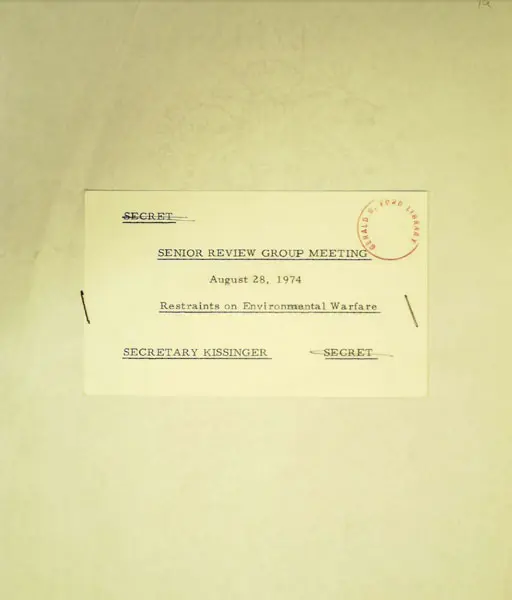 SECRET
GERALD R. FORD LIBRARY
SENIOR REVIEW GROUP MEETING
August 28, 1974
Restraints on Environmental Warfare
SECRETARY KISSINGER SECRET